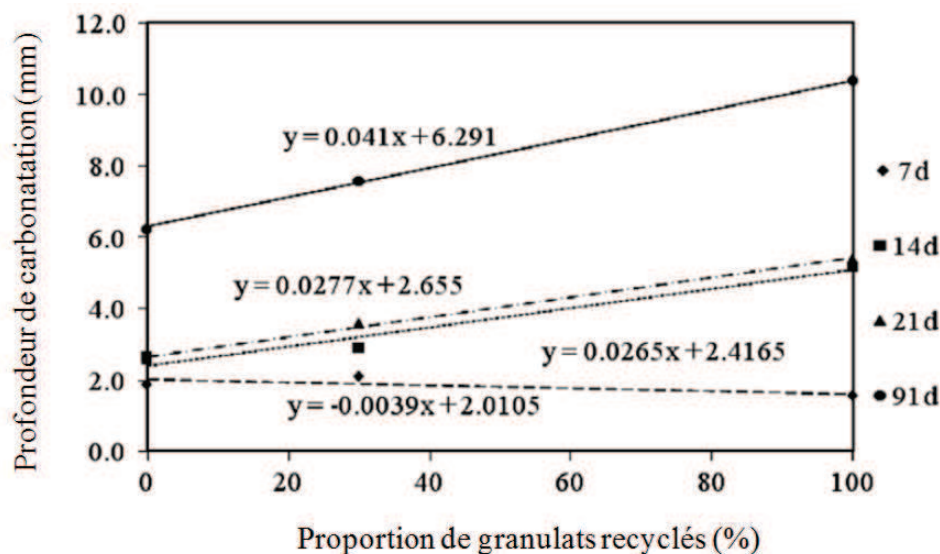 Profondeur de carbonatation (mm)
12.0
10.0
8.0
6.0
4.0
2.0
0.0
y = 0.041x + 6.291
y = 0.0277x + 2.655
y = 0.0265x + 2.4165
y = -0.0039x + 2.0105
7d
14d
21d
91d
0
20
40
60
80
100
Proportion de granulats recyclés (%)